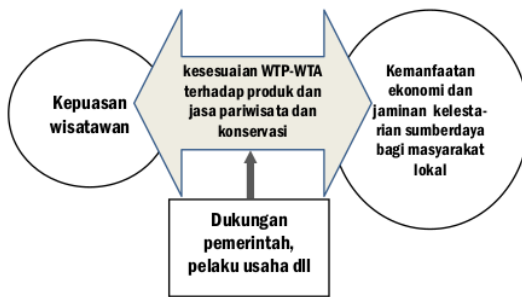 Kepuasan
wisatawan
kesesuaian WTP-WTA
terhadap produk dan
jasa pariwisata dan
konservasi
Kemanfaatan
ekonomi dan
jaminan kelesta-
rian sumberdaya
bagi masyarakat
lokal
Dukungan
pemerintah,
pelaku usaha dll